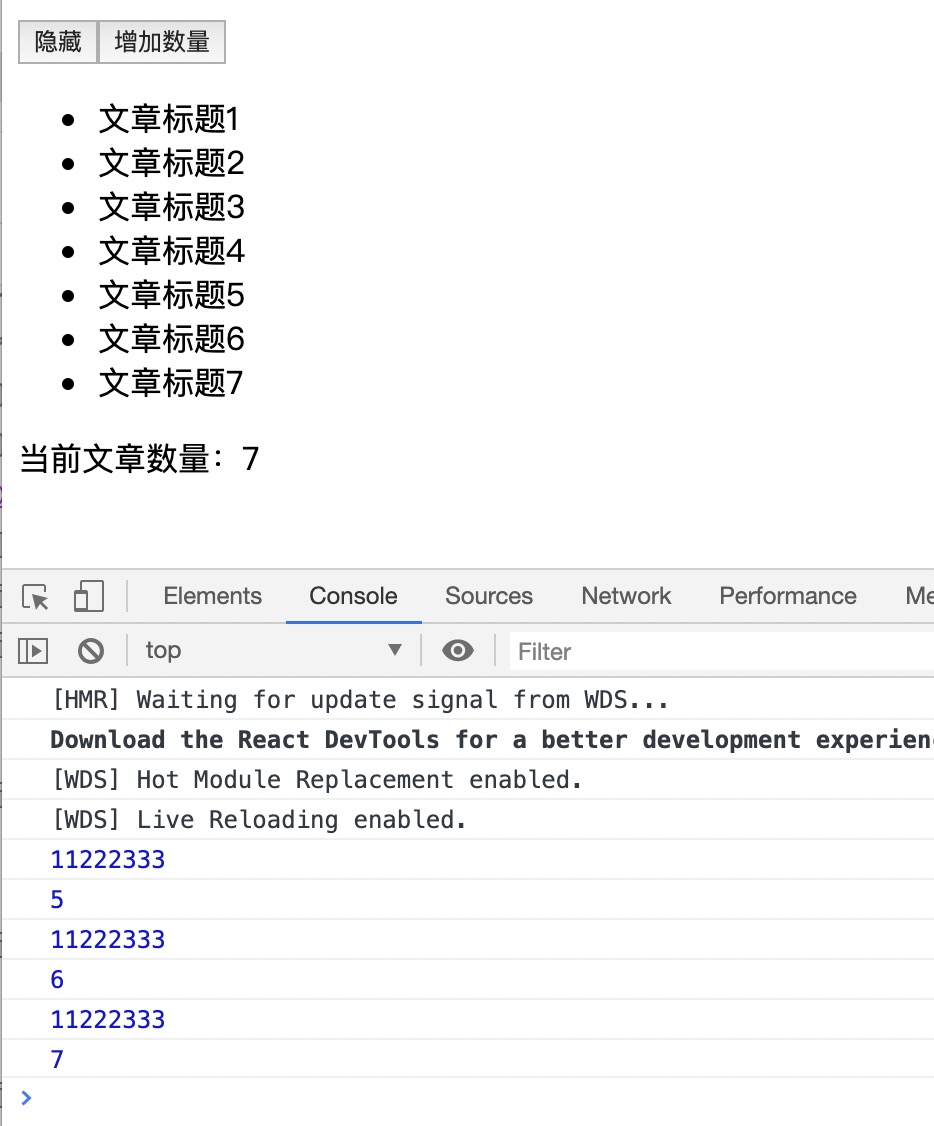 隐藏 增加数量
文章标题1
文章标题2
文章标题3
文章标题4
文章标题5
文章标题6
文章标题7
当前文章数量：7
Elements Console Sources Network Performance Me
top Filter
[HMR] Waiting for update signal from WDS...
Download the React DevTools for a better development experien
[WDS] Hot Module Replacement enabled.
[WDS] Live Reloading enabled.
11222333
5
11222333
6
11222333
7